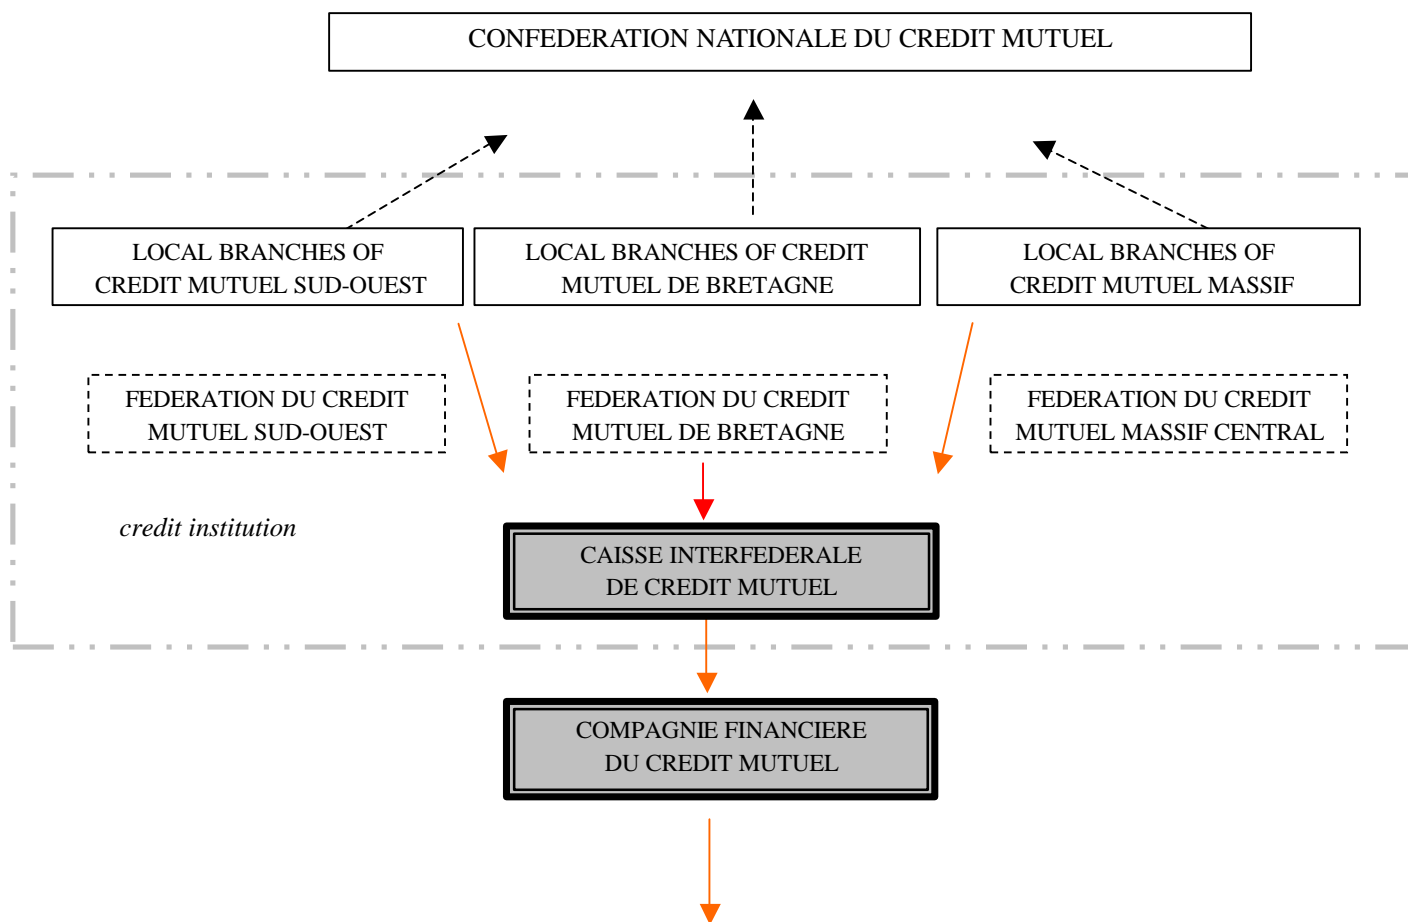 CONFEDERATION NATIONALE DU CREDIT MUTUEL
LOCAL BRANCHES OF
CREDIT MUTUEL SUD-OUEST
LOCAL BRANCHES OF CREDIT
MUTUEL DE BRETAGNE
LOCAL BRANCHES OF
CREDIT MUTUEL MASSIF
FEDERATION DU CREDIT
MUTUEL SUD-OUEST
FEDERATION DU CREDIT
MUTUEL DE BRETAGNE
FEDERATION DU CREDIT
MUTUEL MASSIF CENTRAL
credit institution
CAISSE INTERFEDERALE
DE CREDIT MUTUEL
COMPAGNIE FINANCIERE
DU CREDIT MUTUEL